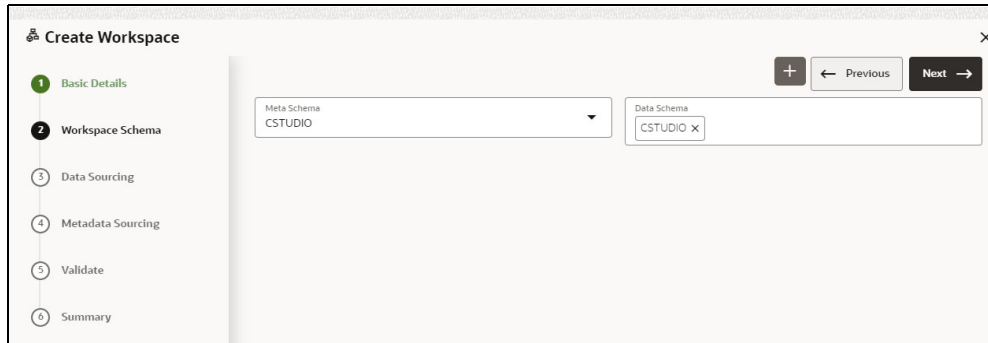 Create Workspace
1 Basic Details
2 Workspace Schema
3 Data Sourcing
4 Metadata Sourcing
5 Validate
6 Summary
+ ← Previous Next →
Meta Schema
CSTUDIO
Data Schema
CSTUDIO ×